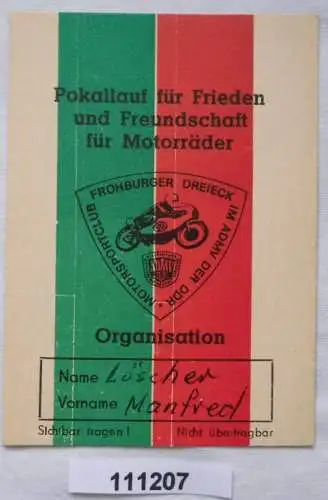 Pokallauf für Frieden
und Freundschaft
für Motorräder
MOTORSPORTCLUB FROHBURGER DREIECK IM ADMV DER DDR
ADMV
Organisation
Name Löscher
Vorname Manfred
Sichtbar tragen! Nicht übertragbar
111207